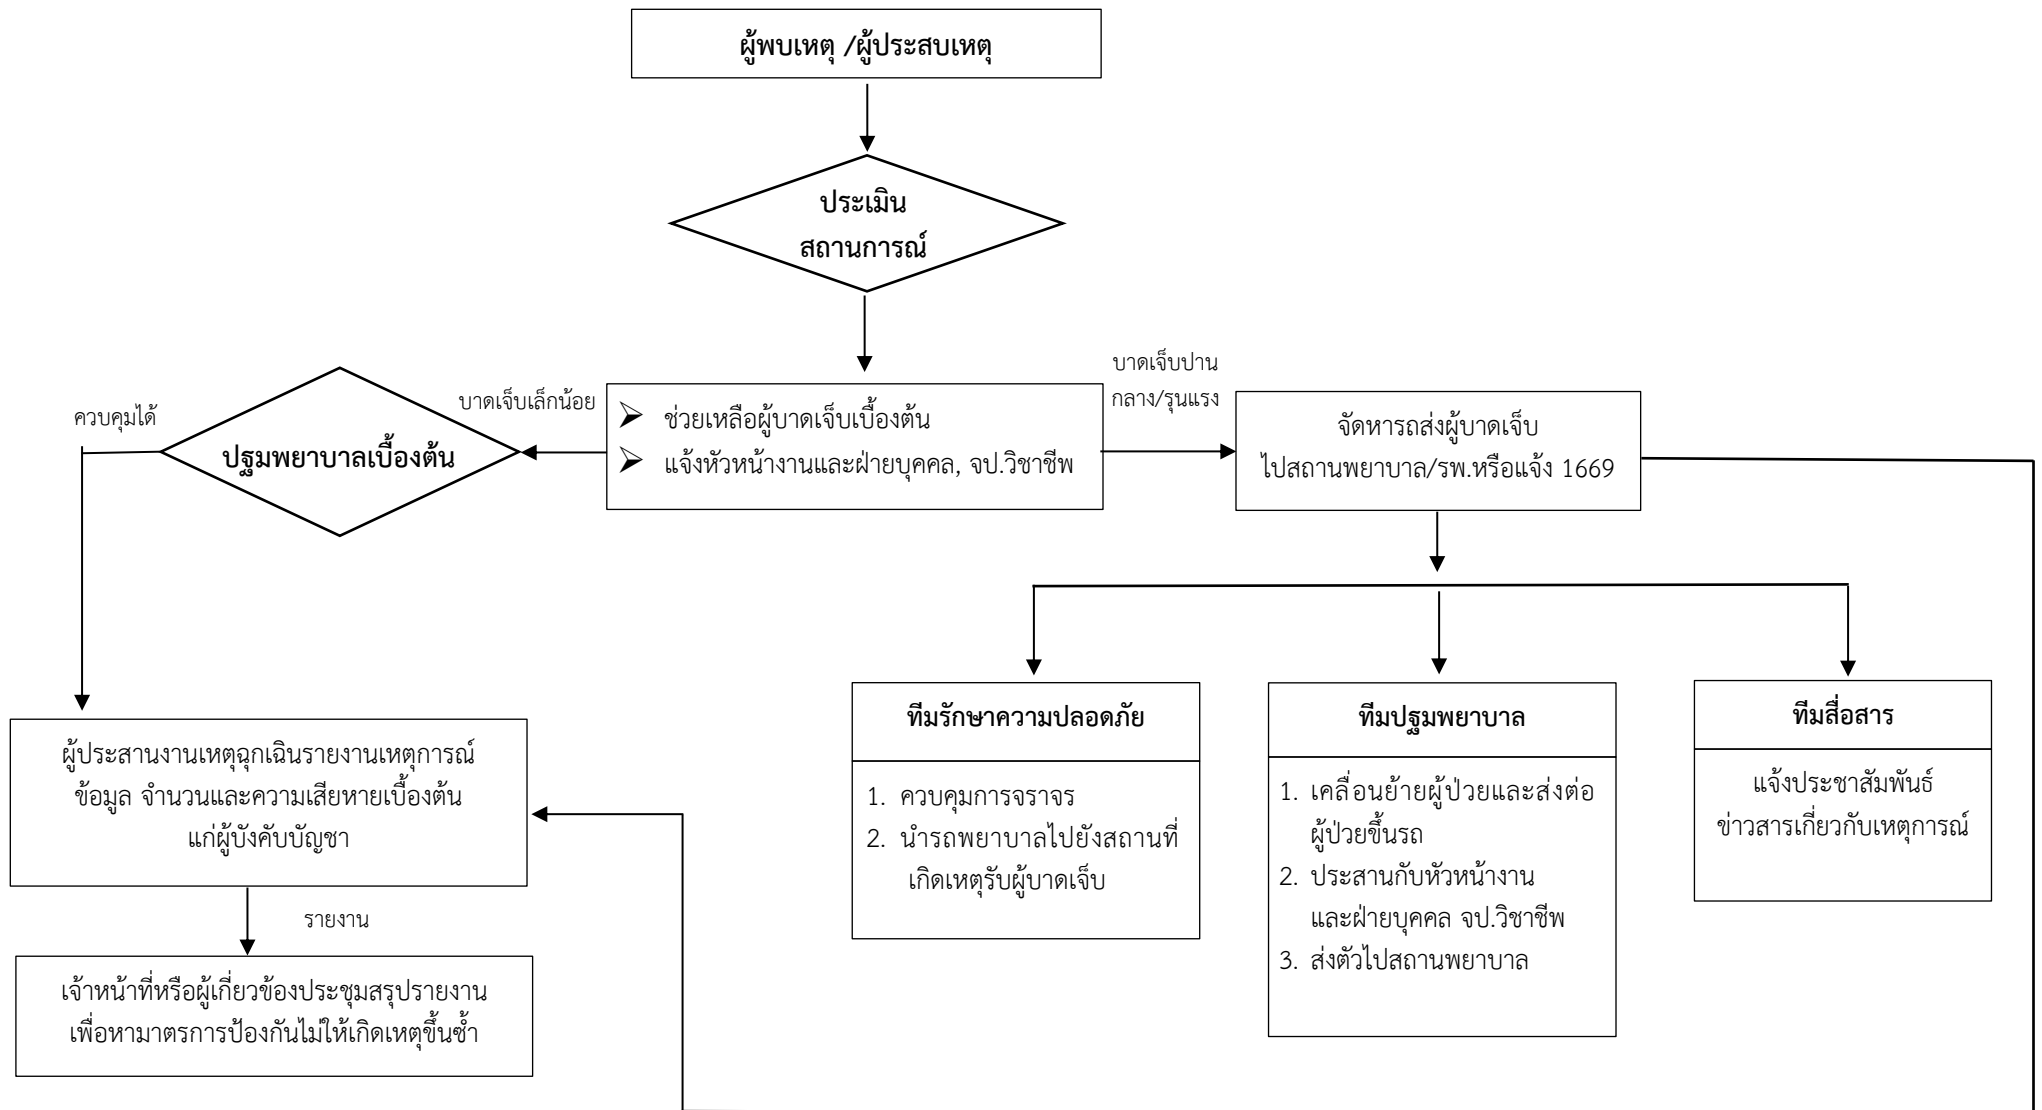 ผู้พบเหตุ /ผู้ประสบเหตุ
ประเมิน
สถานการณ์
บาดเจ็บปาน
กลาง/รุนแรง
บาดเจ็บเล็กน้อย
ควบคุมได้
ปฐมพยาบาลเบื้องต้น
➢ ช่วยเหลือผู้บาดเจ็บเบื้องต้น
➢ แจ้งหัวหน้างานและฝ่ายบุคคล, จป.วิชาชีพ
จัดหารถส่งผู้บาดเจ็บ
ไปสถานพยาบาล/รพ.หรือแจ้ง 1669
ทีมรักษาความปลอดภัย
1. ควบคุมการจราจร
2. นำรถพยาบาลไปยังสถานที่
เกิดเหตุรับผู้บาดเจ็บ
ทีมปฐมพยาบาล
1. เคลื่อนย้ายผู้ป่วยและส่งต่อ
ผู้ป่วยขึ้นรถ
2. ประสานกับหัวหน้างาน
และฝ่ายบุคคล จป.วิชาชีพ
3. ส่งตัวไปสถานพยาบาล
ทีมสื่อสาร
แจ้งประชาสัมพันธ์
ข่าวสารเกี่ยวกับเหตุการณ์
ผู้ประสานงานเหตุฉุกเฉินรายงานเหตุการณ์
ข้อมูล จำนวนและความเสียหายเบื้องต้น
แก่ผู้บังคับบัญชา
รายงาน
เจ้าหน้าที่หรือผู้เกี่ยวข้องประชุมสรุปรายงาน
เพื่อหามาตรการป้องกันไม่ให้เกิดเหตุขึ้นซ้ำ